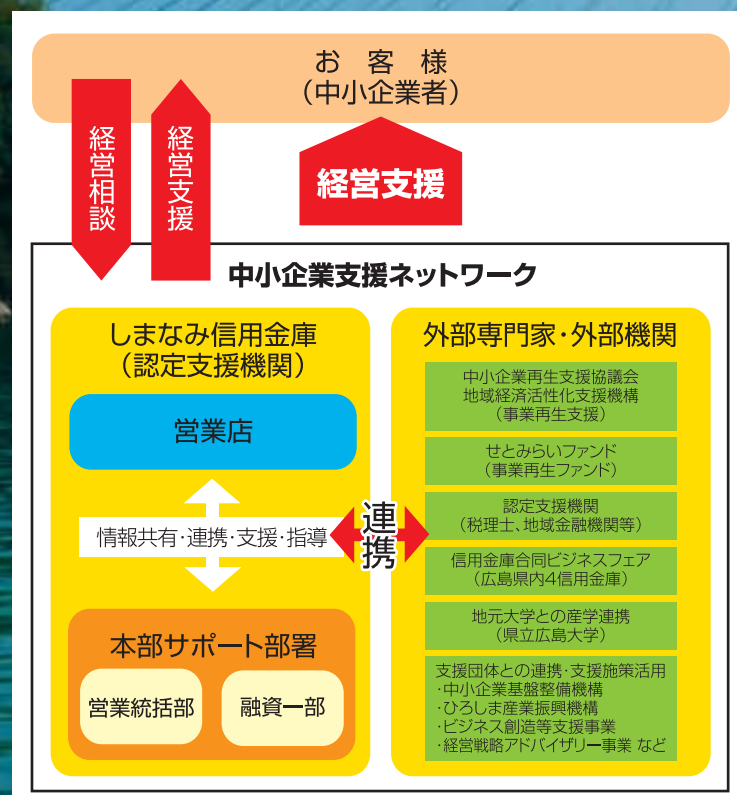 お客様
（中小企業者）
経営相談
経営支援
経営支援
中小企業支援ネットワーク
しまなみ信用金庫
（認定支援機関）
営業店
情報共有・連携・支援・指導
本部サポート部署
営業統括部
融資一部
連携
外部専門家・外部機関
中小企業再生支援協議会
地域経済活性化支援機構
（事業再生支援）
せとみらいファンド
（事業再生ファンド）
認定支援機関
（税理士、地域金融機関等）
信用金庫合同ビジネスフェア
（広島県内4信用金庫）
地元大学との産学連携
（県立広島大学）
支援団体との連携・支援施策活用
・中小企業基盤整備機構
・ひろしま産業振興機構
・ビジネス創造等支援事業
・経営戦略アドバイザリー事業 など